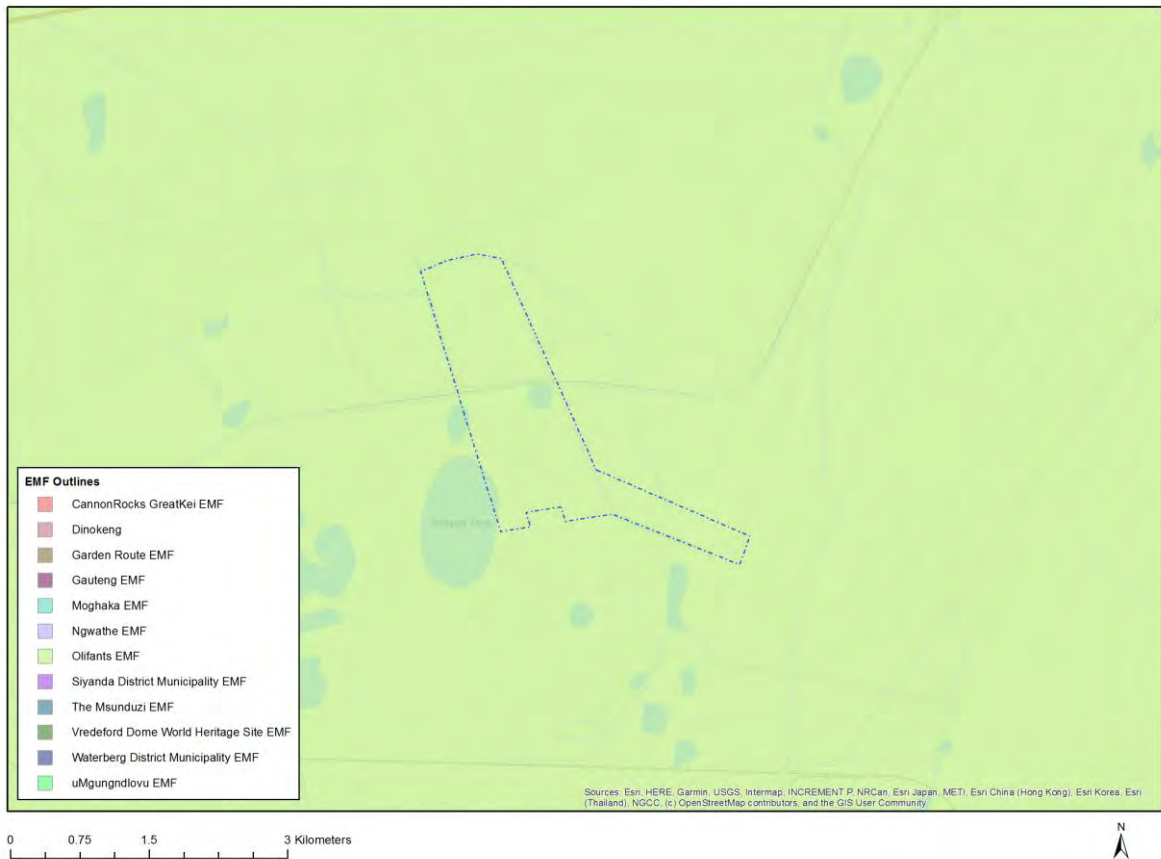 EMF Outlines
CannonRocks GreatKei EMF
Dinokeng
Garden Route EMF
Gauteng EMF
Moghaka EMF
Ngwathe EMF
Olifants EMF
Siyanda District Municipality EMF
The Msunduzi EMF
Vredeford Dome World Heritage Site EMF
Waterberg District Municipality EMF
uMgungndlovu EMF
Sources: Esri, HERE, Garmin, USGS, Intermap, INCREMENT P, NRCan, Esri Japan, METI, Esri China (Hong Kong), Esri Korea, Esri
(Thailand), NGCC, (c) OpenStreetMap contributors, and the GIS User Community
0 0.75 1.5 3 Kilometers
N